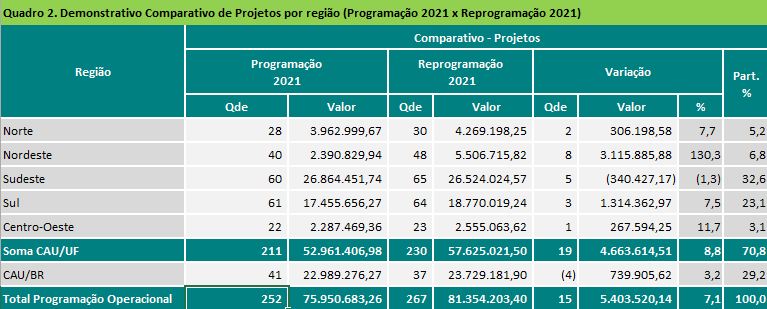 Quadro 2. Demonstrativo Comparativo de Projetos por região (Programação 2021 x Reprogramação 2021)
Comparativo - Projetos
Região Programação 2021 Reprogramação 2021 Variação Part. %
Qde Valor Qde Valor Qde Valor %
Norte 28 3.962.999,67 30 4.269.198,25 2 306.198,58 7,7 5,2
Nordeste 40 2.390.829,94 48 5.506.715,82 8 3.115.885,88 130,3 6,8
Sudeste 60 26.864.451,74 65 26.524.024,57 5 (340.427,17) (1,3) 32,6
Sul 61 17.455.656,27 64 18.770.019,24 3 1.314.362,97 7,5 23,1
Centro-Oeste 22 2.287.469,36 23 2.555.063,62 1 267.594,25 11,7 3,1
Soma CAU/UF 211 52.961.406,98 230 57.625.021,50 19 4.663.614,51 8,8 70,8
CAU/BR 41 22.989.276,27 37 23.729.181,90 (4) 739.905,62 3,2 29,2
Total Programação Operacional 252 75.950.683,26 267 81.354.203,40 15 5.403.520,14 7,1 100,0